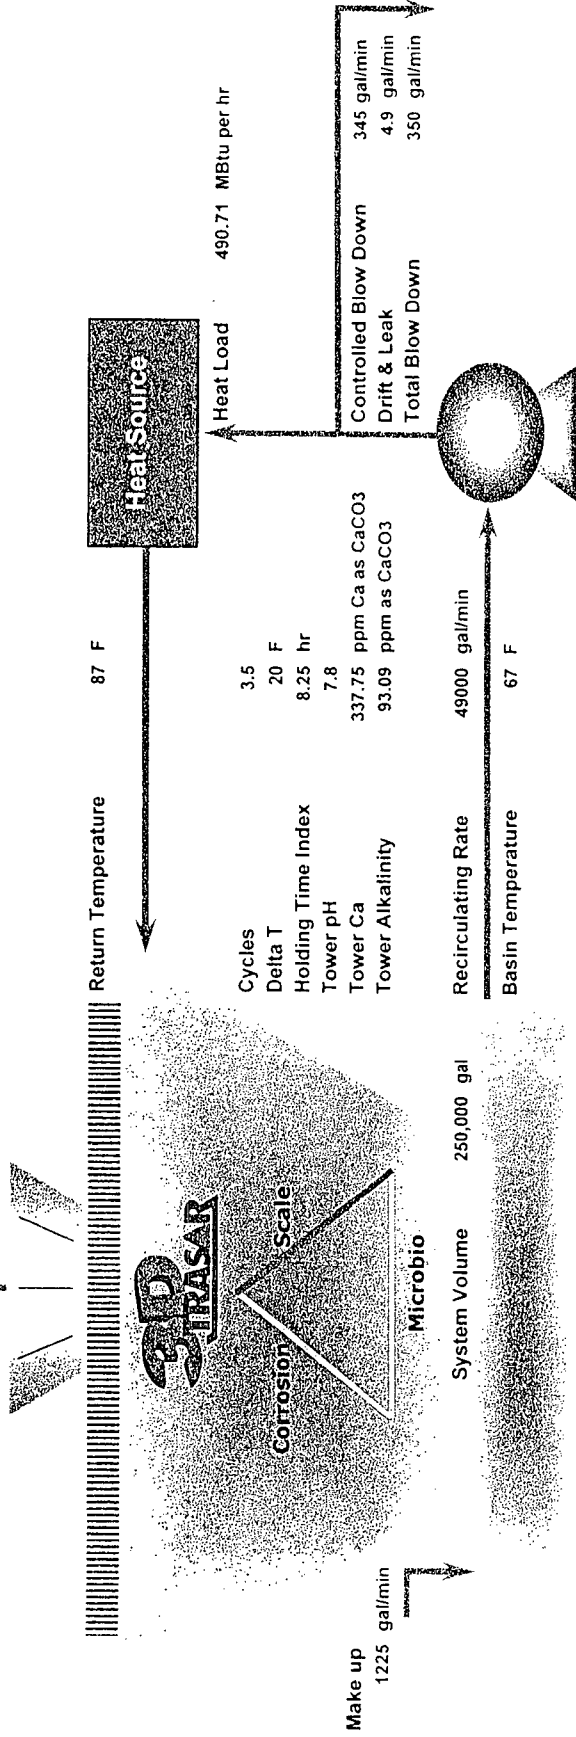 Return Temperature 87 F
Heat Source
Heat Load 490.71 MBtu per hr
3D TRASAR
Corrosion
Scale
Microbio
Cycles 3.5
Delta T 20 F
Holding Time Index 8.25 hr
Tower pH 7.8
Tower Ca 337.75 ppm Ca as CaCO3
Tower Alkalinity 93.09 ppm as CaCO3
Controlled Blow Down 345 gal/min
Drift & Leak 4.9 gal/min
Total Blow Down 350 gal/min
Make up
1225 gal/min
System Volume 250,000 gal
Recirculating Rate 49000 gal/min
Basin Temperature 67 F